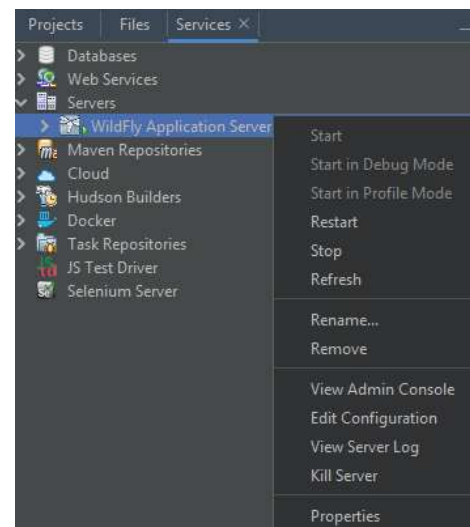 Projects Files Services ×
Databases
Web Services
Servers
WildFly Application Server
Maven Repositories
Cloud
Hudson Builders
Docker
Task Repositories
JS Test Driver
Selenium Server
Start
Start in Debug Mode
Start in Profile Mode
Restart
Stop
Refresh
Rename...
Remove
View Admin Console
Edit Configuration
View Server Log
Kill Server
Properties